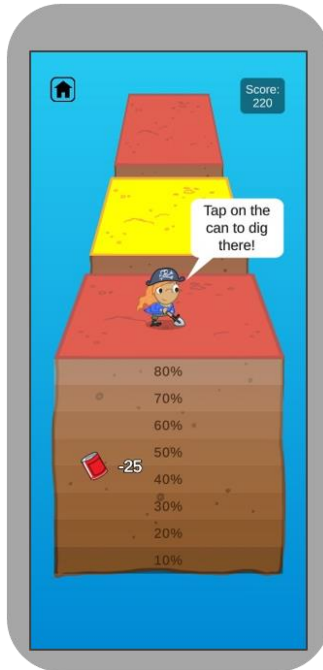 Score:
220
Tap on the
can to dig
there!
80%
70%
60%
50%
-25
40%
30%
20%
10%